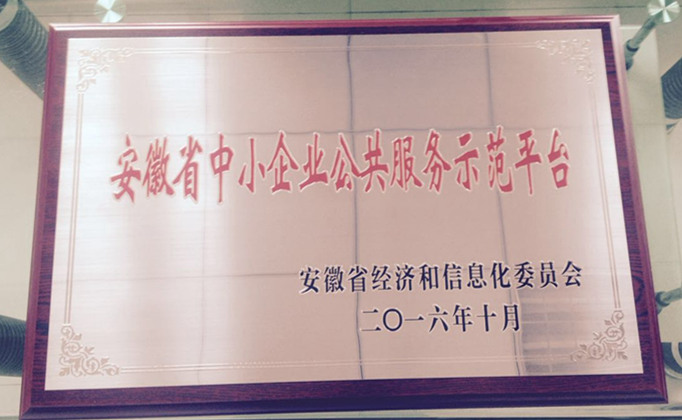 安徽省中小企业公共服务示范平台
安徽省经济和信息化委员会
二〇一六年十月